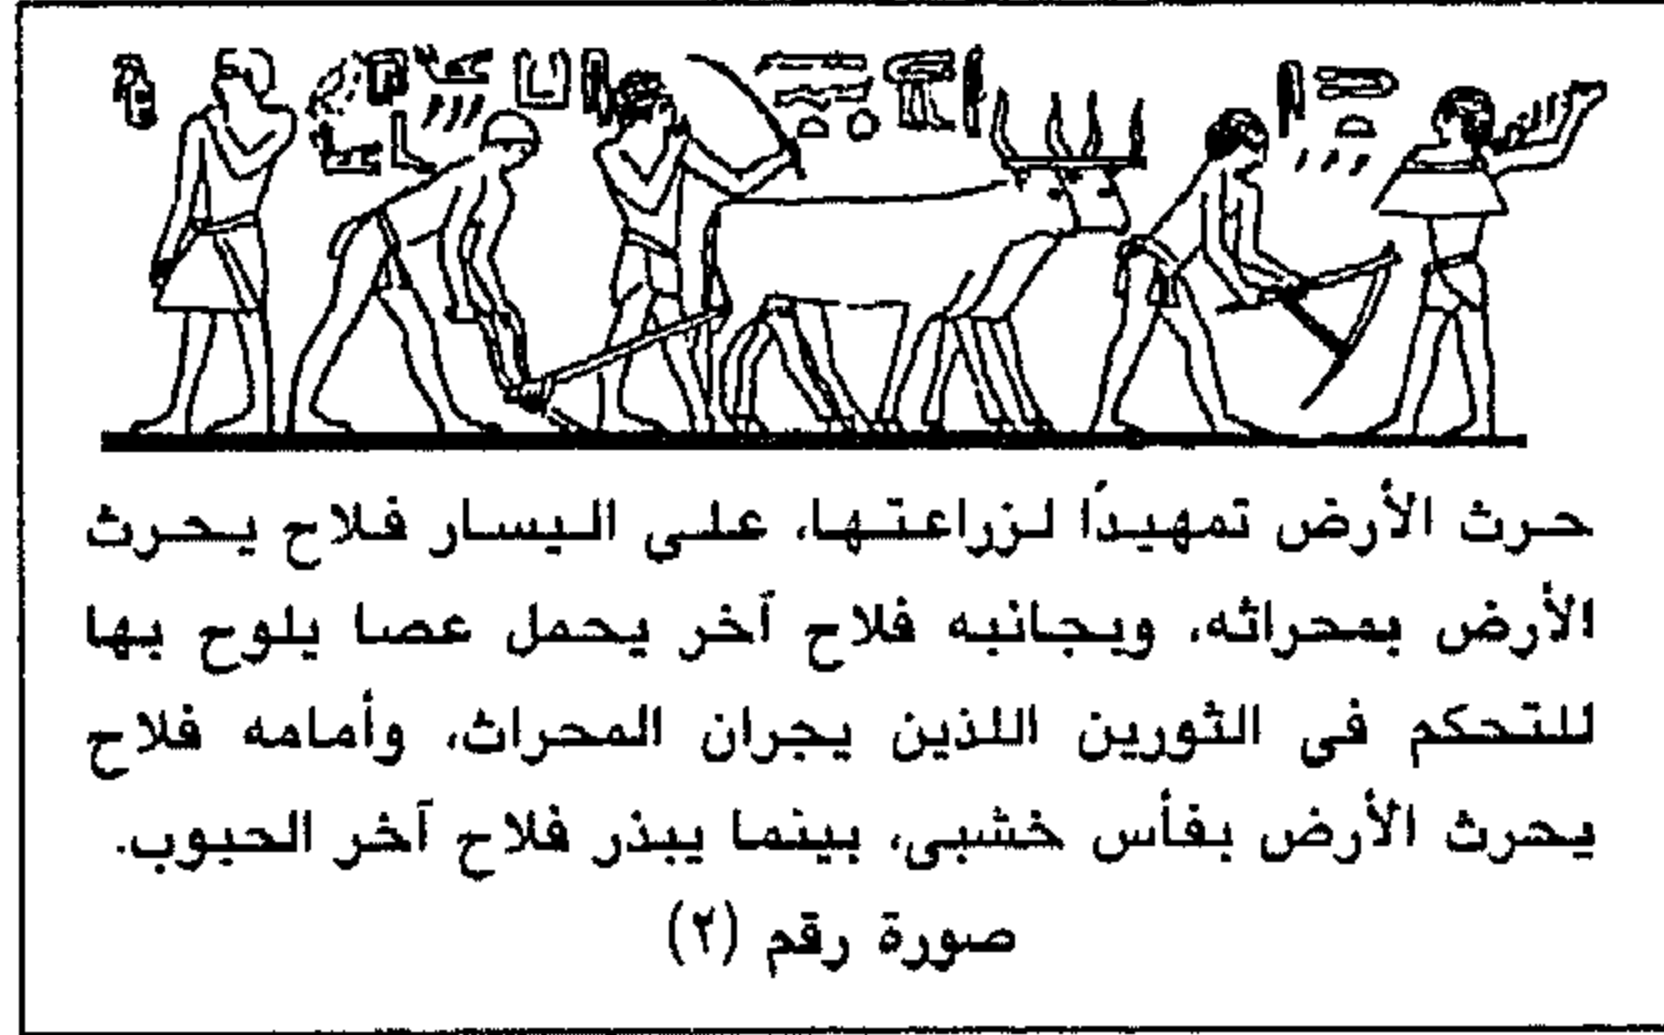 حرث الأرض تمهيدًا لزراعتها، على اليسار فلاح يحرث
الأرض بمحراثه، وبجانبه فلاح آخر يحمل عصا يلوح بها
للتحكم فى الثورين اللذين يجران المحراث، وأمامه فلاح
يحرث الأرض بفأس خشبى، بينما يبذر فلاح آخر الحبوب.
صورة رقم (٢)